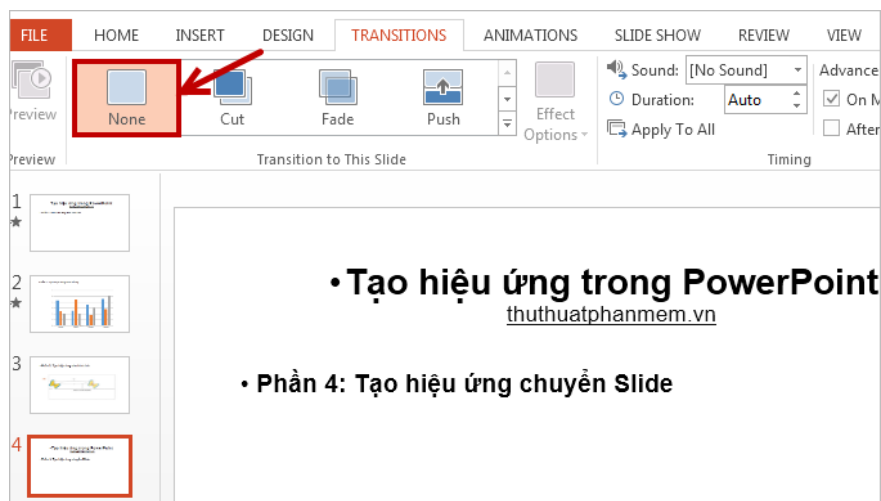 FILE HOME INSERT DESIGN TRANSITIONS ANIMATIONS SLIDE SHOW REVIEW VIEW
Preview
None Cut Fade Push
Effect
Options
Sound: [No Sound]
Duration: Auto
Apply To All
Advance
On M
After
Preview Transition to This Slide Timing
1
2
3
4
• Tạo hiệu ứng trong PowerPoint
thuthuatphanmem.vn
• Phần 4: Tạo hiệu ứng chuyển Slide